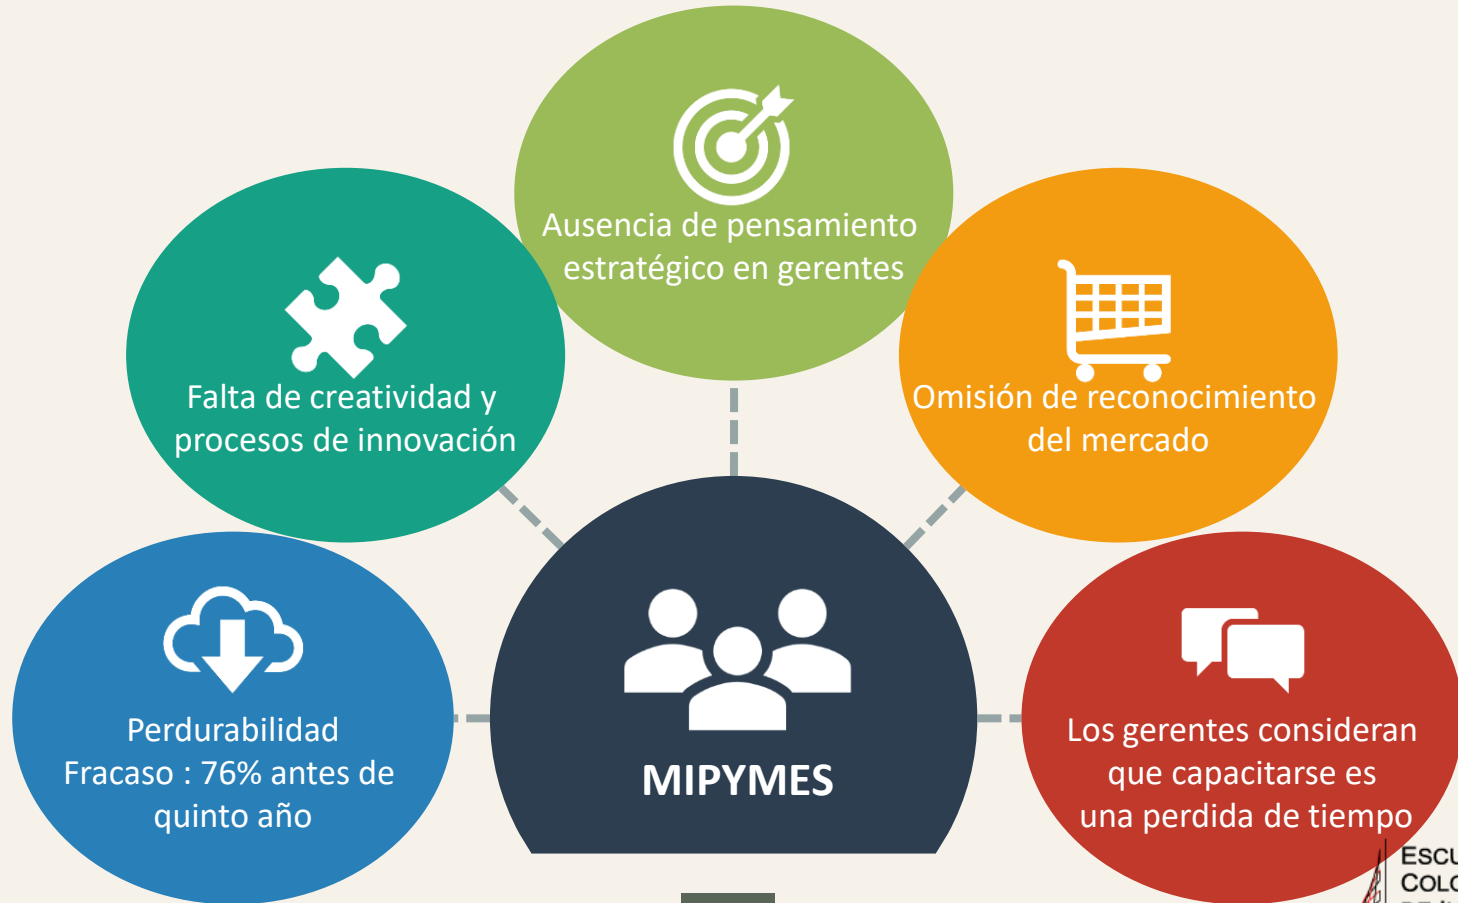 Ausencia de pensamiento
estratégico en gerentes
Falta de creatividad y
procesos de innovación
Omisión de reconocimiento
del mercado
Perdurabilidad
Fracaso : 76% antes de
quinto año
MIPYMES
Los gerentes consideran
que capacitarse es
una perdida de tiempo